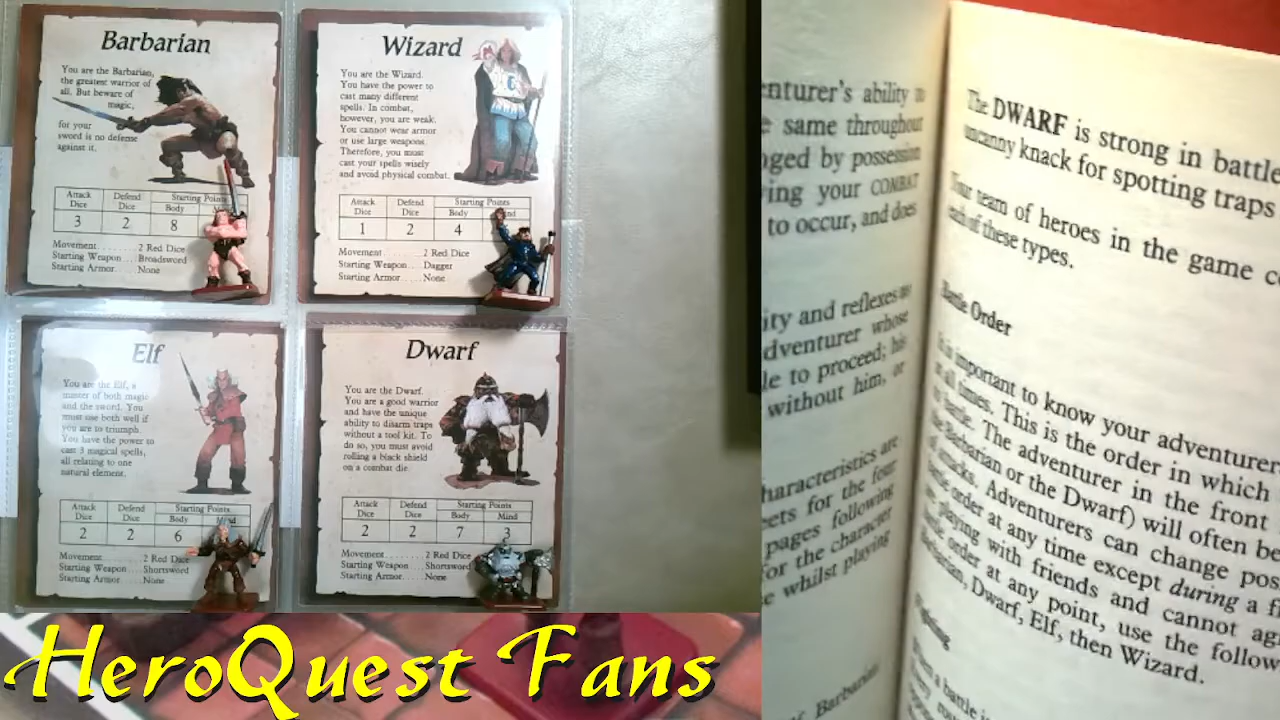 Barbarian
You are the Barbarian,
the greatest warrior of
all. But beware of
magic,
for your
sword is no defense
against it.
Attack Dice
Defend Dice
Starting Points
Body
3 2 8
Movement........2 Red Dice
Starting Weapon...Broadsword
Starting Armor.....None
Wizard
You are the Wizard.
You have the power to
cast many different
spells. In combat,
however, you are weak.
You cannot wear armor
or use large weapons.
Therefore, you must
cast your spells wisely
and avoid physical combat.
Attack Dice
Defend Dice
Starting Points
Body
1 2 4
Movement........2 Red Dice
Starting Weapon....Dagger
Starting Armor.....None
Elf
You are the Elf, a
master of both magic
and the sword. You
must use both well if
you are to triumph.
You have the power to
cast 3 magical spells,
all relating to one
natural element.
Attack Dice
Defend Dice
Starting Points
Body Mind
2 2 6
Movement........2 Red Dice
Starting Weapon...Shortsword
Starting Armor.....None
Dwarf
You are the Dwarf.
You are a good warrior
and have the unique
ability to disarm traps
without a tool kit. To
do so, you must avoid
rolling a black shield
on a combat die.
Attack Dice
Defend Dice
Starting Points
Body Mind
2 2 7 3
Movement........2 Red Dice
Starting Weapon...Shortsword
Starting Armor.....None
HeroQuest Fans
enturer's ability to
same throughout
ged by possession
ing your COMBAT
to occur, and does
ity and reflexes
dventurer whose
le to proceed; his
without him, or
haracteristics are
ets for the four
pages following
or the character
whilst playing
Barbarian
The DWARF is strong in battle
uncanny knack for spotting traps
Your team of heroes in the game
each of these types.
Battle Order
important to know your adventurer
at all times. This is the order in which
battle. The adventurer in the front
the Barbarian or the Dwarf) will often be
attacks. Adventurers can change pos
order at any time except during a f
playing with friends and cannot ag
order at any point, use the follow
Barbarian, Dwarf, Elf, then Wizard.
Fighting
a battle is